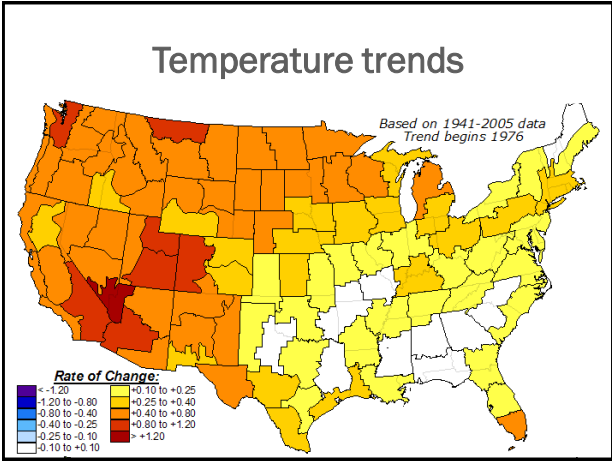 Temperature trends
Based on 1941-2005 data
Trend begins 1976
Rate of Change:
< -1.20
-1.20 to -0.80
-0.80 to -0.40
-0.40 to -0.25
-0.25 to -0.10
-0.10 to +0.10
+0.10 to +0.25
+0.25 to +0.40
+0.40 to +0.80
+0.80 to +1.20
> +1.20